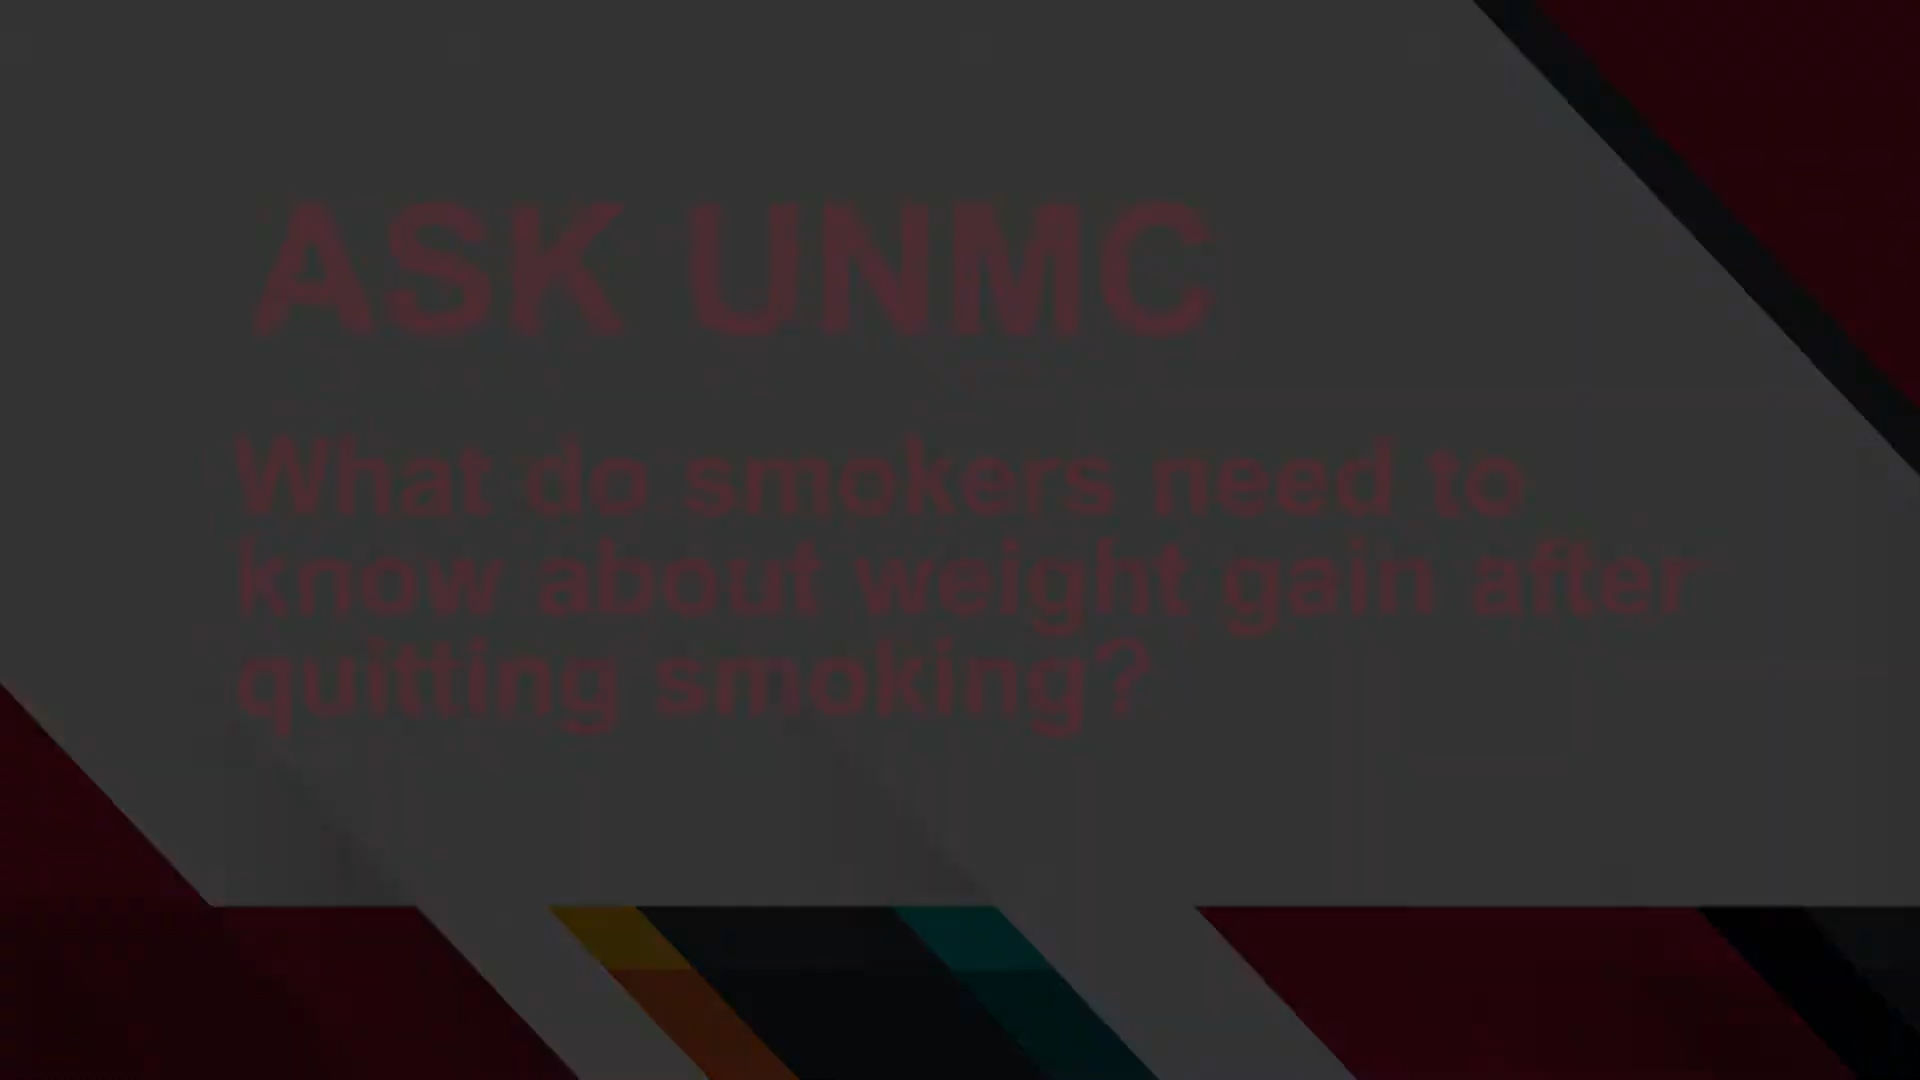 ASK UNMC
What do smokers need to
know about weight gain after
quitting smoking?